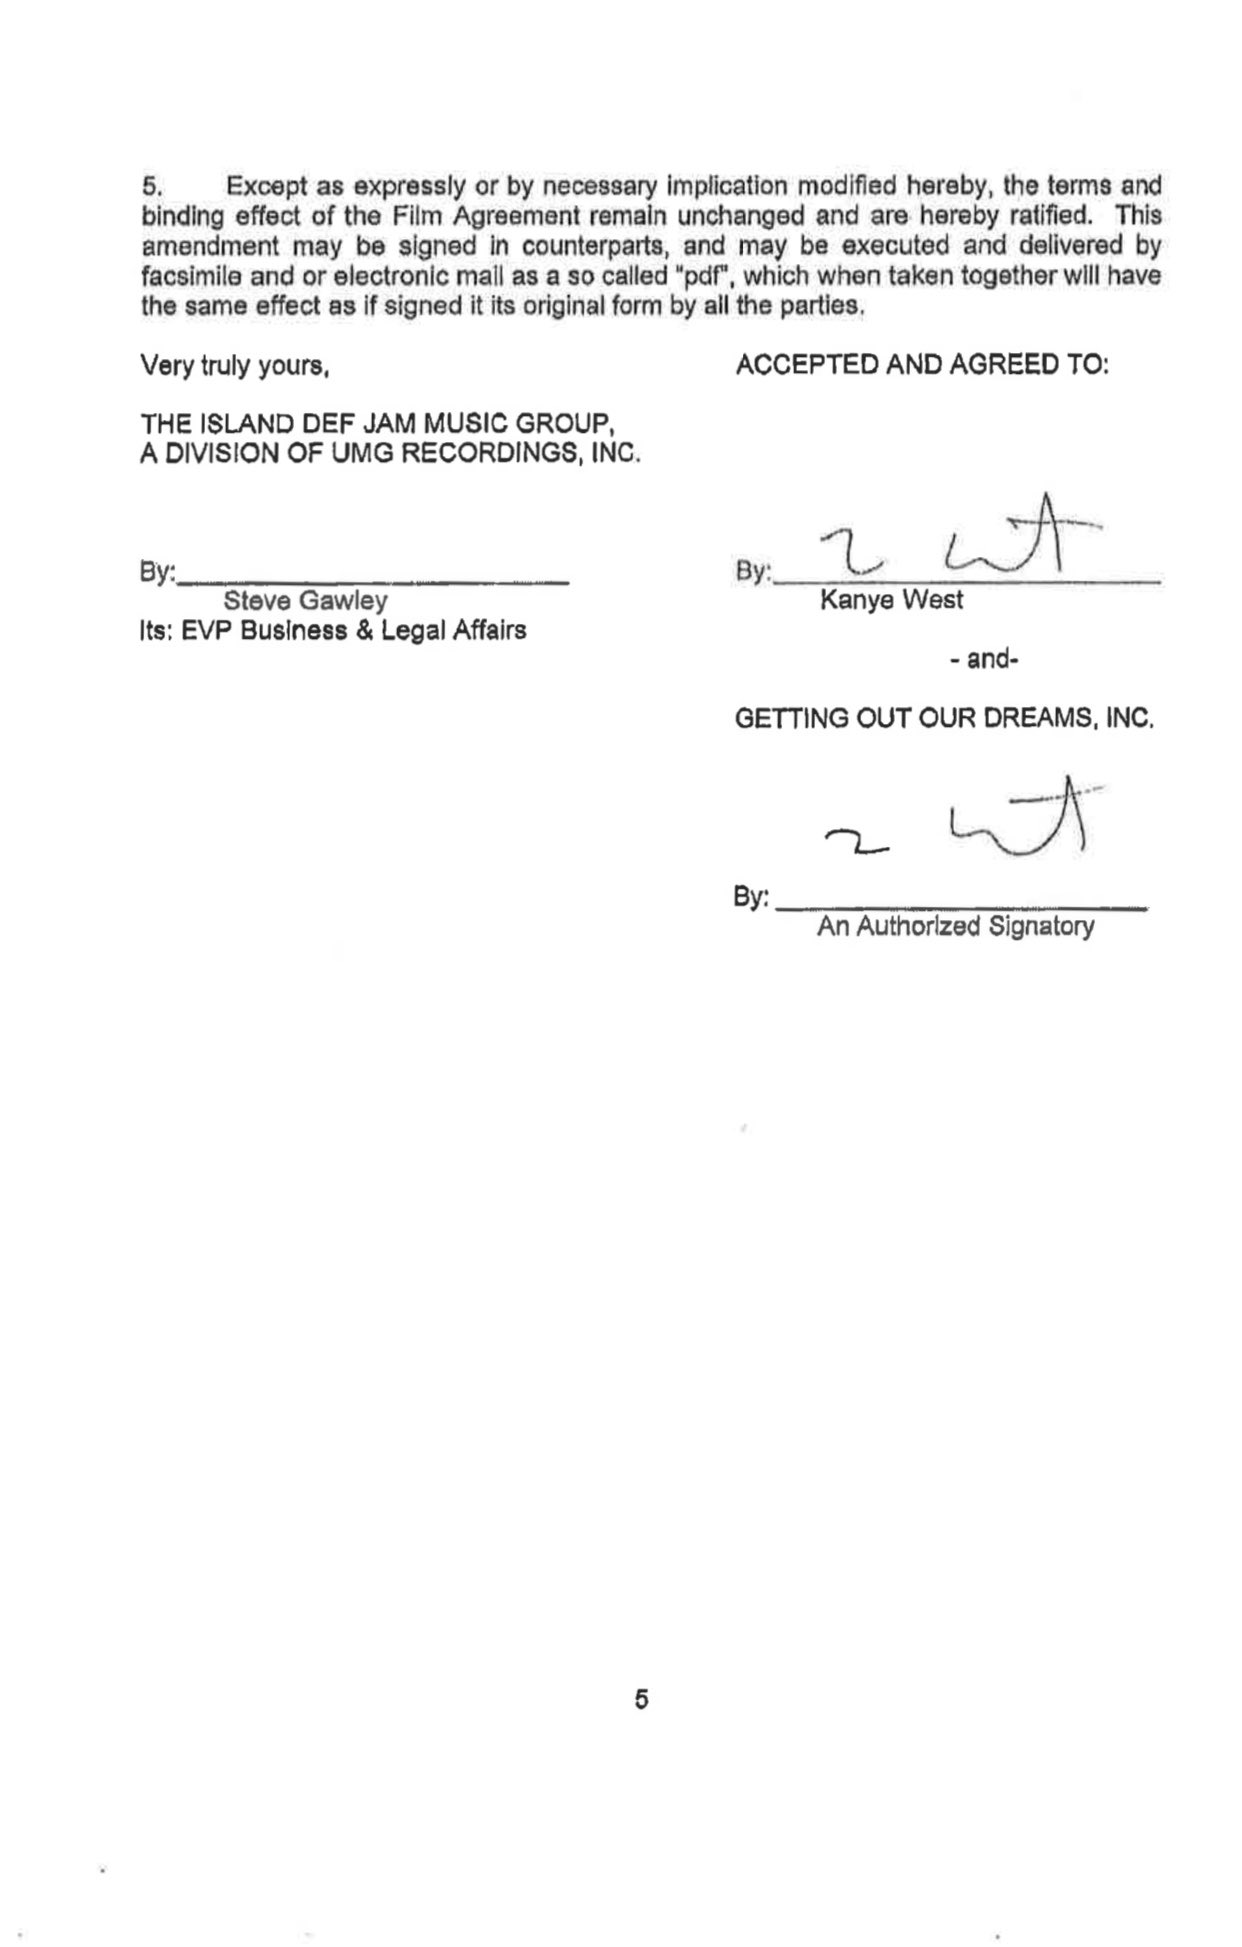 5. Except as expressly or by necessary implication modified hereby, the terms and
binding effect of the Film Agreement remain unchanged and are hereby ratified. This
amendment may be signed in counterparts, and may be executed and delivered by
facsimile and or electronic mail as a so called "pdf", which when taken together will have
the same effect as if signed it its original form by all the parties.
Very truly yours,
ACCEPTED AND AGREED TO:
THE ISLAND DEF JAM MUSIC GROUP,
A DIVISION OF UMG RECORDINGS, INC.
By:
Steve Gawley
Its: EVP Business & Legal Affairs
By:
Kanye West
- and-
GETTING OUT OUR DREAMS, INC.
By:
An Authorized Signatory
5